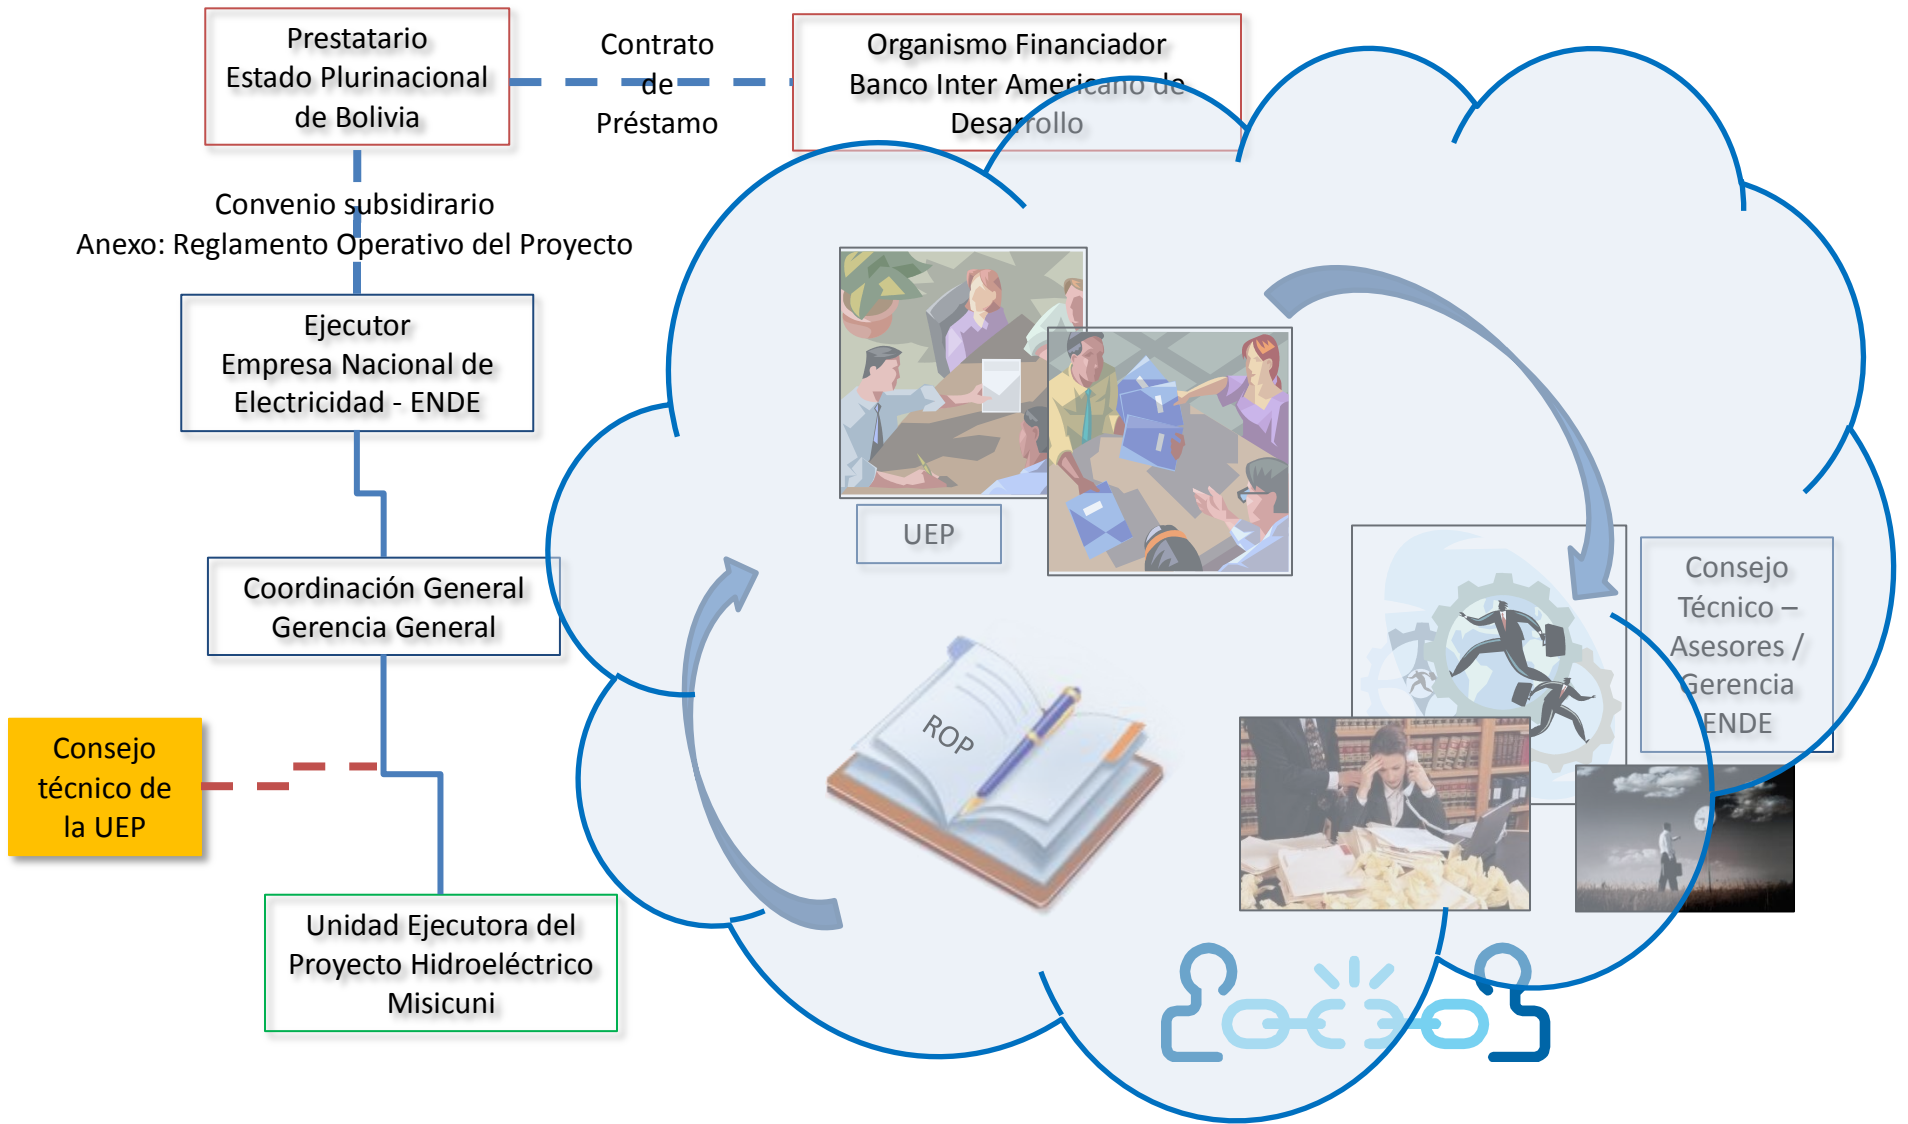 Prestatario
Estado Plurinacional
de Bolivia
Contrato
de
Préstamo
Organismo Financiador
Banco Inter Americano de
Desarrollo
Convenio subsidirario
Anexo: Reglamento Operativo del Proyecto
Ejecutor
Empresa Nacional de
Electricidad - ENDE
Coordinación General
Gerencia General
Consejo
técnico de
la UEP
Unidad Ejecutora del
Proyecto Hidroeléctrico
Misicuni
UEP
ROP
Consejo
Técnico –
Asesores /
Gerencia
ENDE